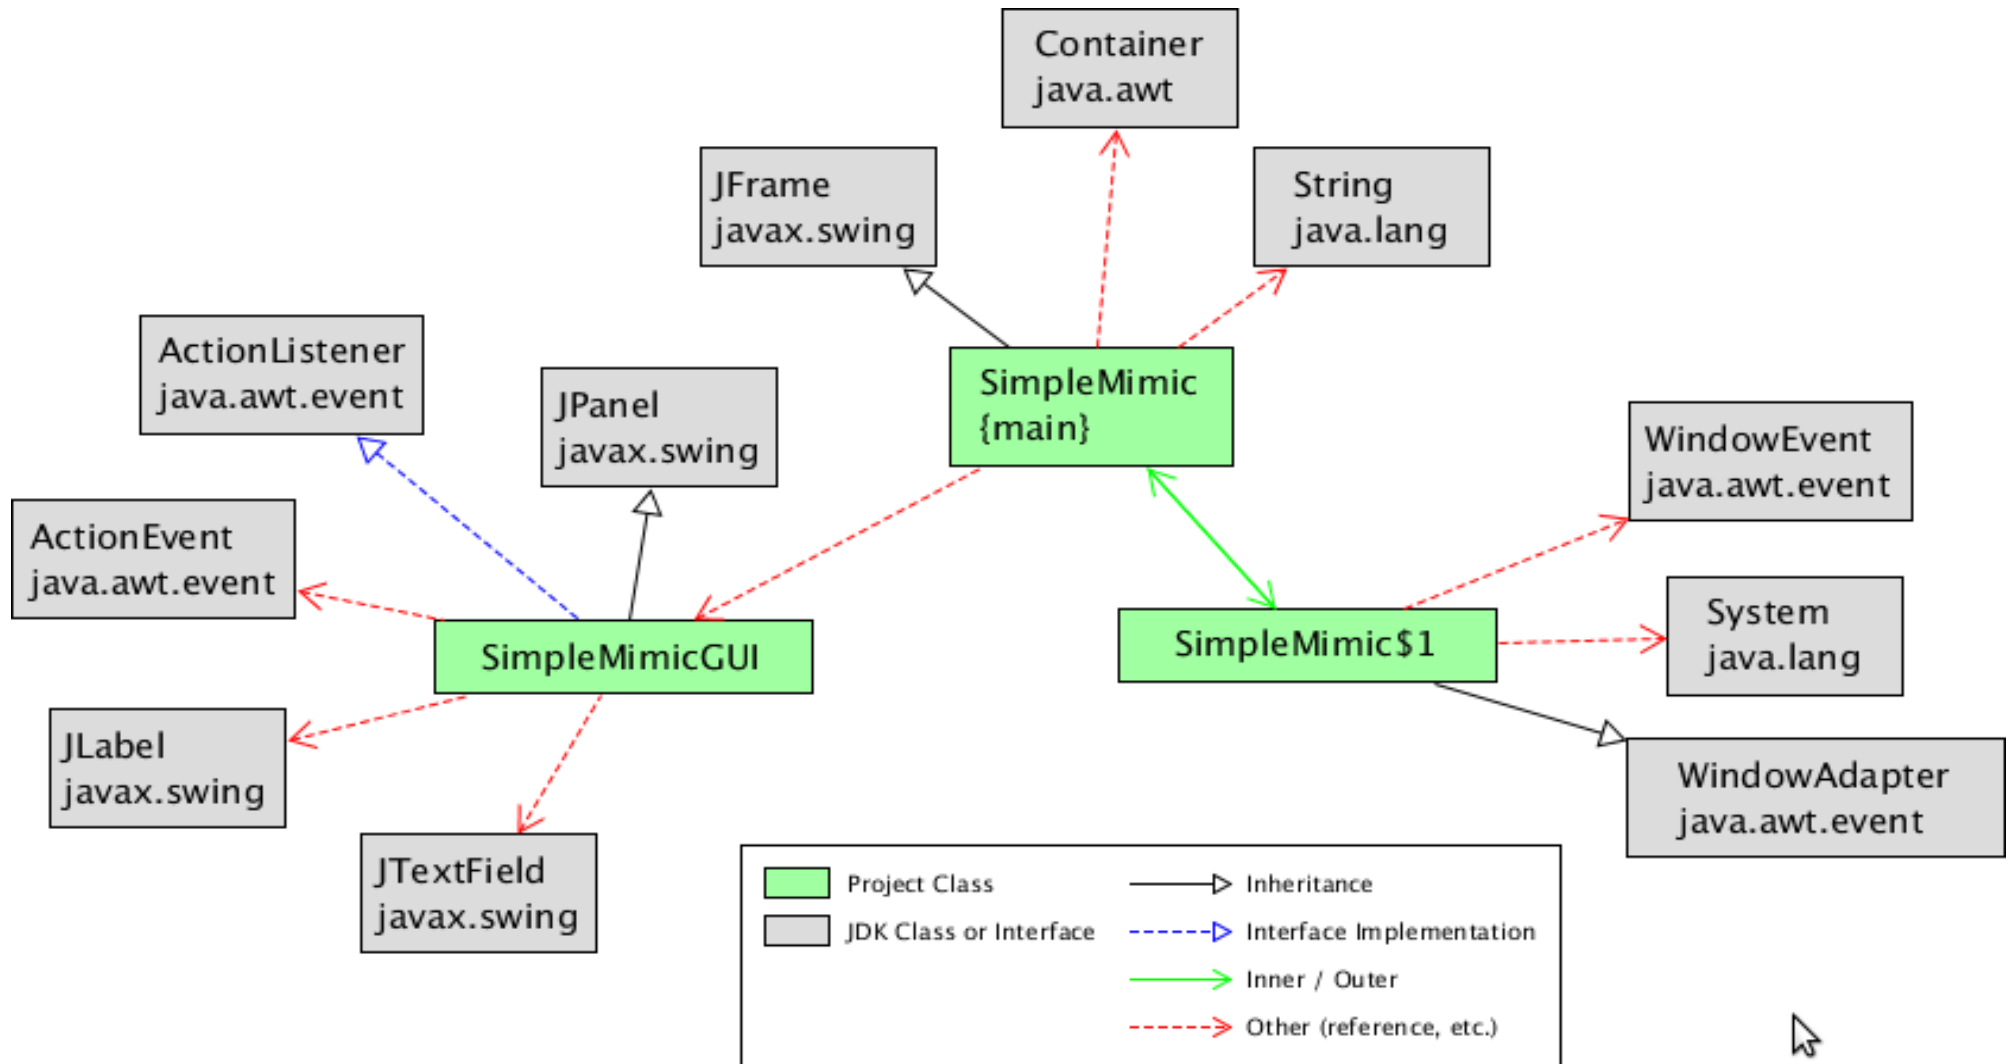 Container
java.awt
JFrame
javax.swing
String
java.lang
ActionListener
java.awt.event
JPanel
javax.swing
SimpleMimic
{main}
WindowEvent
java.awt.event
ActionEvent
java.awt.event
SimpleMimicGUI
SimpleMimic$1
System
java.lang
JLabel
javax.swing
WindowAdapter
java.awt.event
JTextField
javax.swing
Project Class
JDK Class or Interface
Inheritance
Interface Implementation
Inner / Outer
Other (reference, etc.)